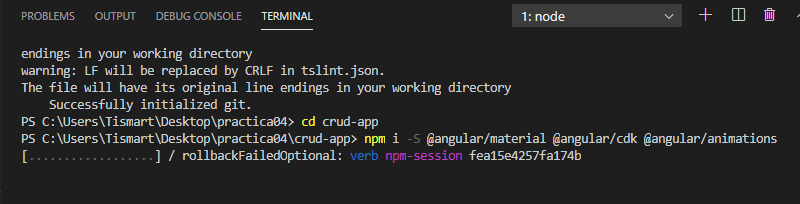 PROBLEMS OUTPUT DEBUG CONSOLE TERMINAL 1: node
endings in your working directory
warning: LF will be replaced by CRLF in tslint.json.
The file will have its original line endings in your working directory
    Successfully initialized git.
PS C:\Users\Tismart\Desktop\practica04> cd crud-app
PS C:\Users\Tismart\Desktop\practica04\crud-app> npm i -S @angular/material @angular/cdk @angular/animations
[..................] / rollbackFailedOptional: verb npm-session fea15e4257fa174b